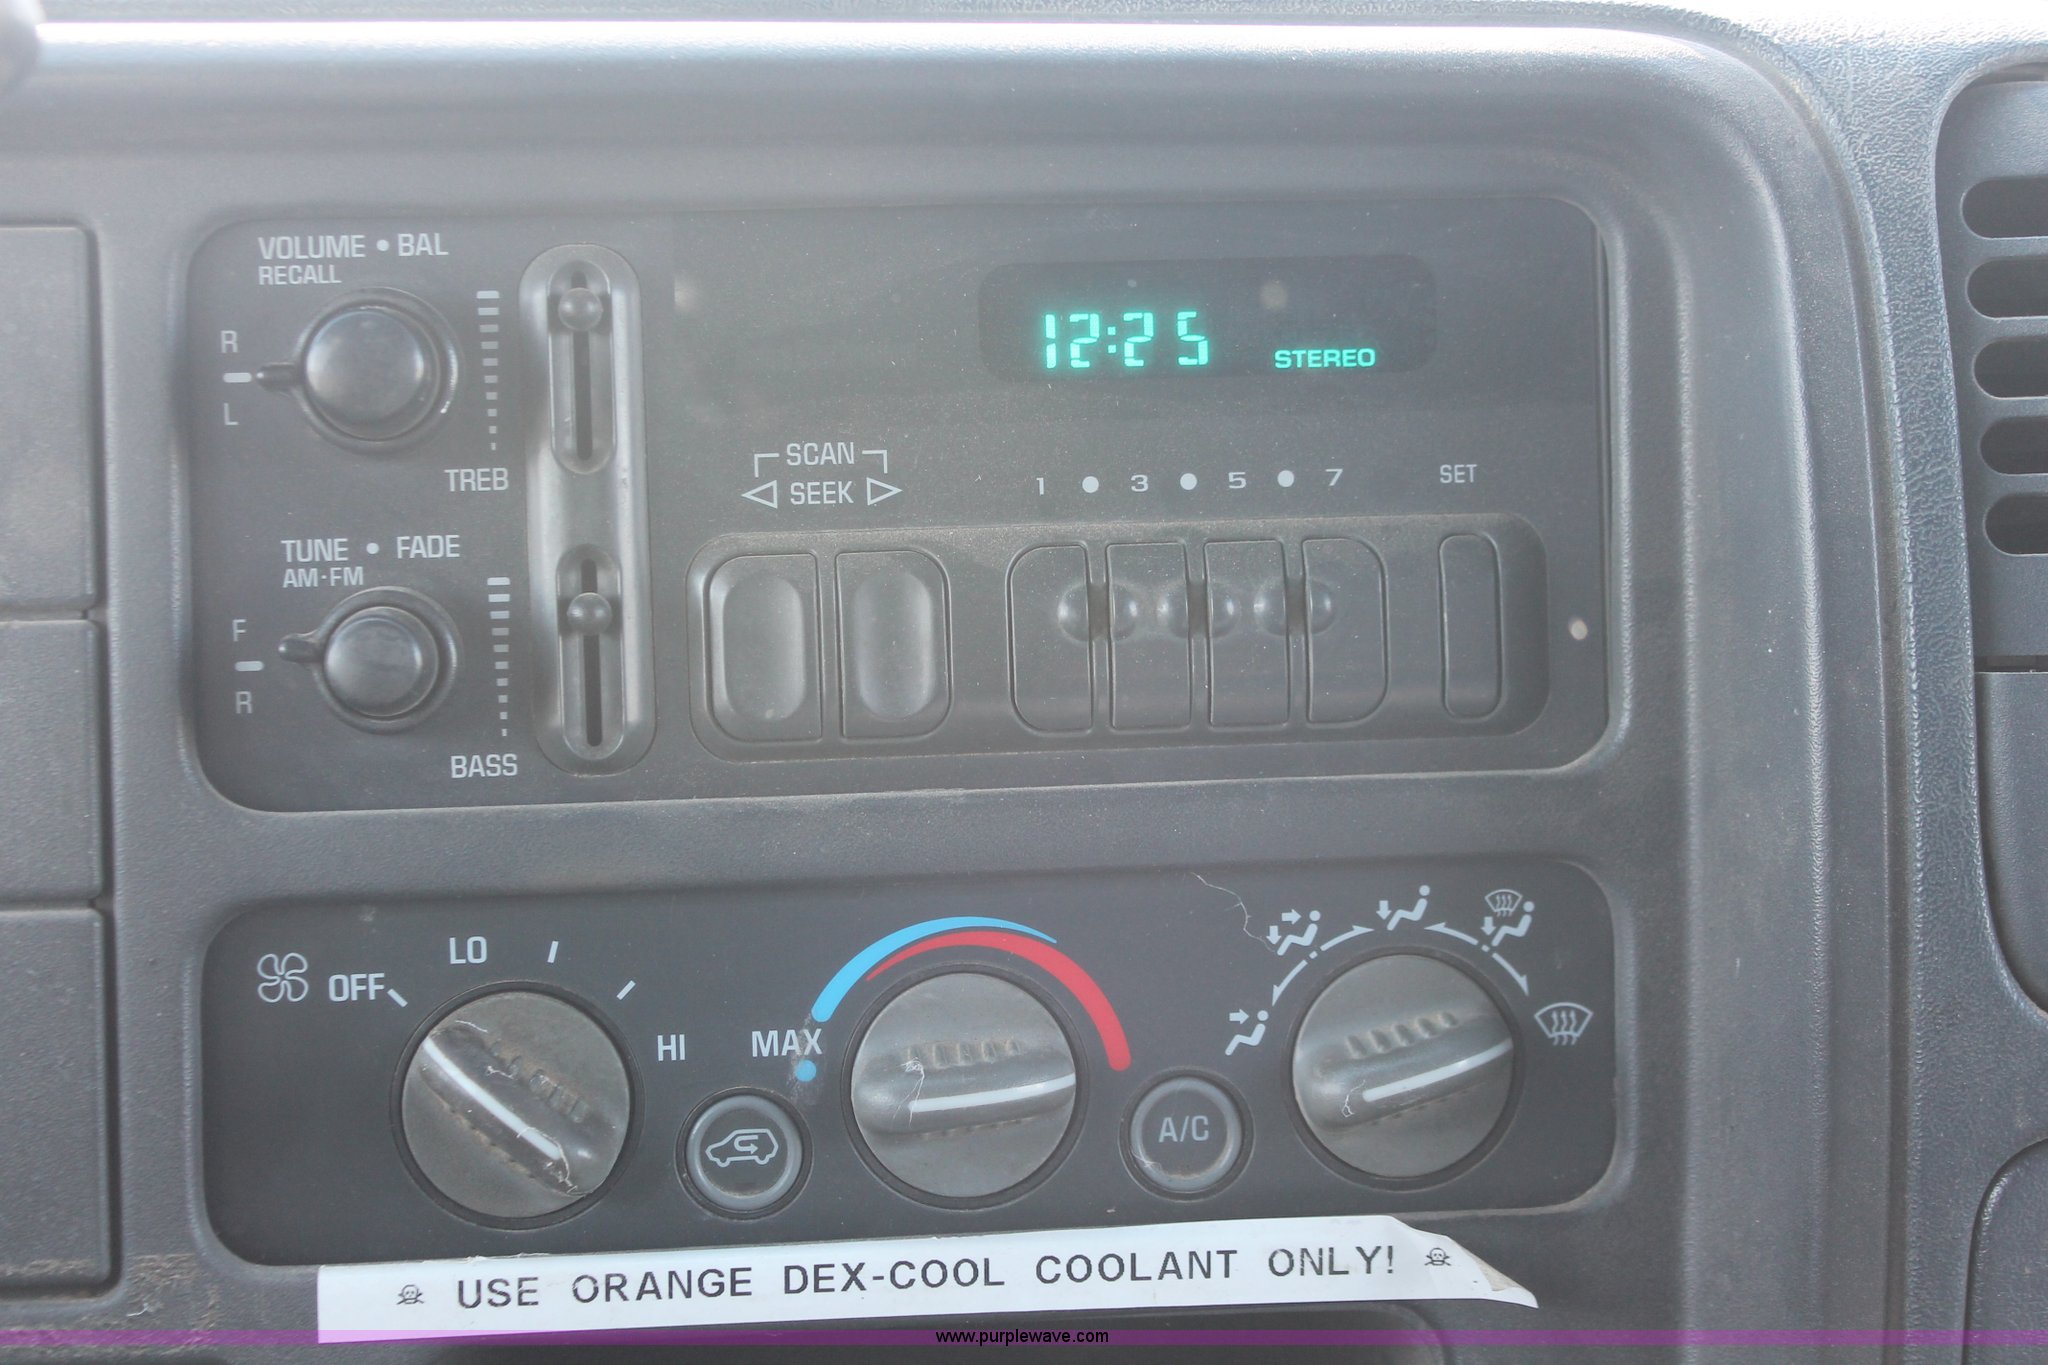 VOLUME • BAL
RECALL
R
L
TREB
TUNE • FADE
AM·FM
F
R
BASS
12:25
STEREO
SCAN
SEEK
1 • 3 • 5 • 7
SET
OFF
LO
HI
MAX
A/C
USE ORANGE DEX-COOL COOLANT ONLY!
www.purplewave.com